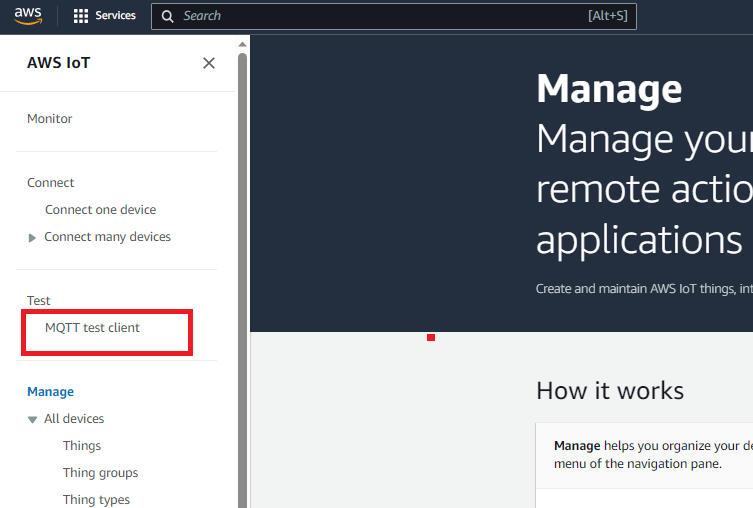 aws
Services
Search
[Alt+S]
AWS IoT
Monitor
Connect
Connect one device
Connect many devices
Test
MQTT test client
Manage
All devices
Things
Thing groups
Thing types
Manage
Manage your
remote actio
applications
Create and maintain AWS IoT things, int
How it works
Manage helps you organize your de
menu of the navigation pane.